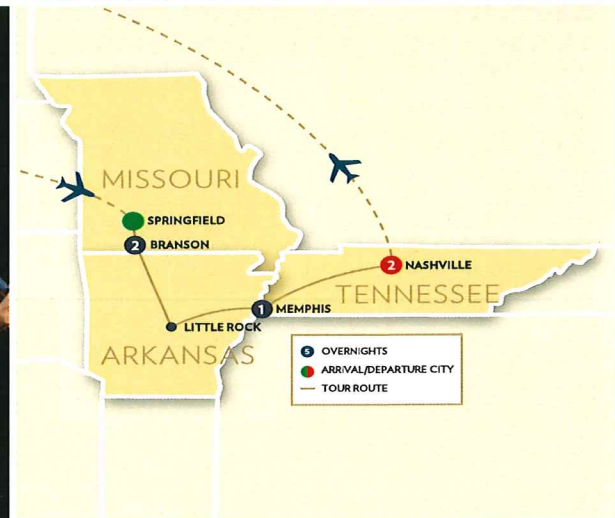 MISSOURI
SPRINGFIELD
2 BRANSON
2 NASHVILLE
TENNESSEE
1 MEMPHIS
LITTLE ROCK
ARKANSAS
5 OVERNIGHTS
ARRIVAL/DEPARTURE CITY
TOUR ROUTE